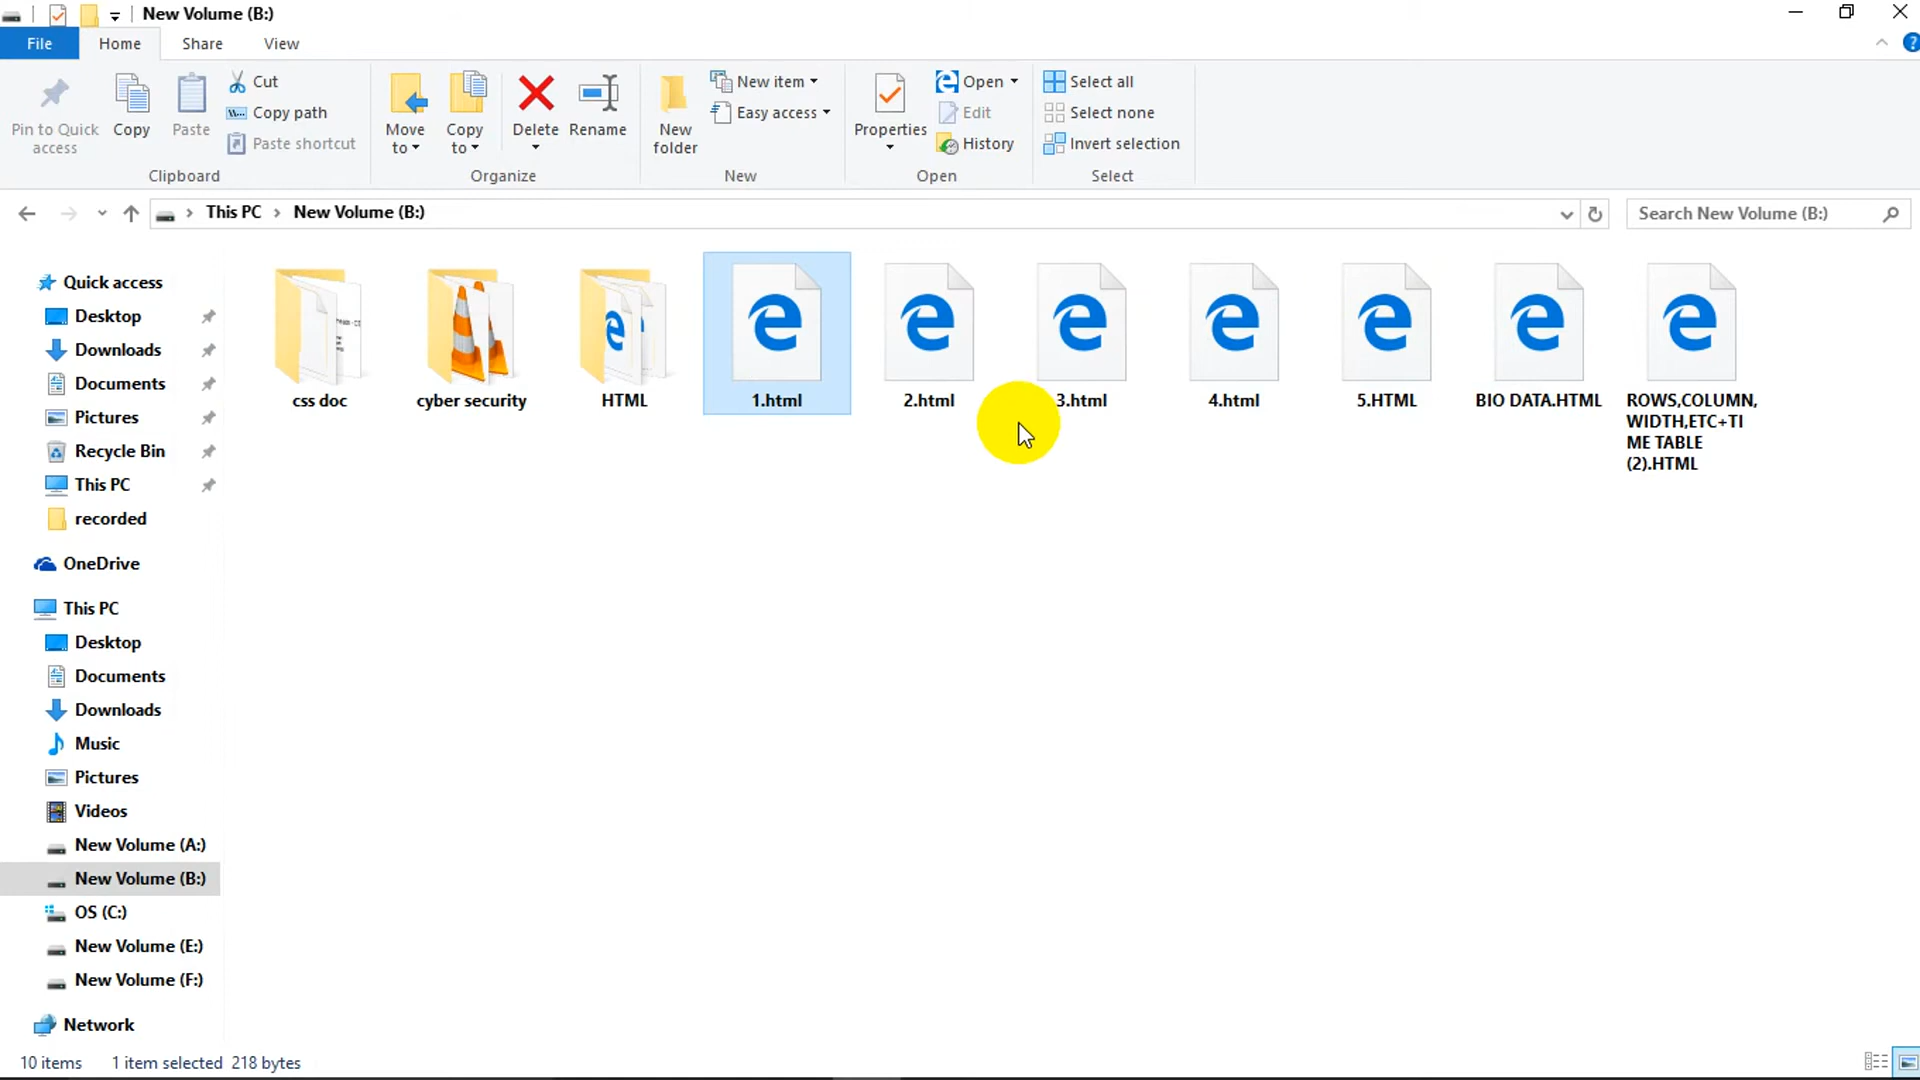 New Volume (B:)
File Home Share View
Pin to Quick access
Copy
Paste
Cut
Copy path
Paste shortcut
Clipboard
Move to
Copy to
Delete
Rename
Organize
New folder
New item
Easy access
New
Properties
Open
Edit
History
Open
Select all
Select none
Invert selection
Select
This PC > New Volume (B:)
Search New Volume (B:)
Quick access
Desktop
Downloads
Documents
Pictures
Recycle Bin
This PC
recorded
OneDrive
This PC
Desktop
Documents
Downloads
Music
Pictures
Videos
New Volume (A:)
New Volume (B:)
OS (C:)
New Volume (E:)
New Volume (F:)
Network
css doc
cyber security
HTML
1.html
2.html
3.html
4.html
5.HTML
BIO DATA.HTML
ROWS,COLUMN,
WIDTH,ETC+TI
ME TABLE
(2).HTML
10 items 1 item selected 218 bytes